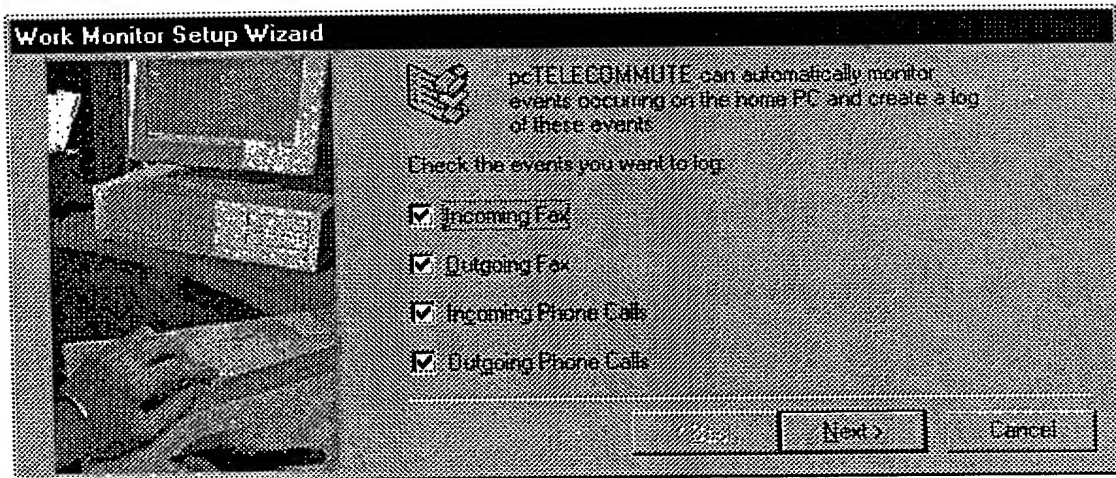 Work Monitor Setup Wizard
pcTELECOMMUTE can automatically monitor
events occurring on the home PC and create a log
of these events
Check the events you want to log:
Incoming Fax
Outgoing Fax
Incoming Phone Calls
Outgoing Phone Calls
Next >
Cancel